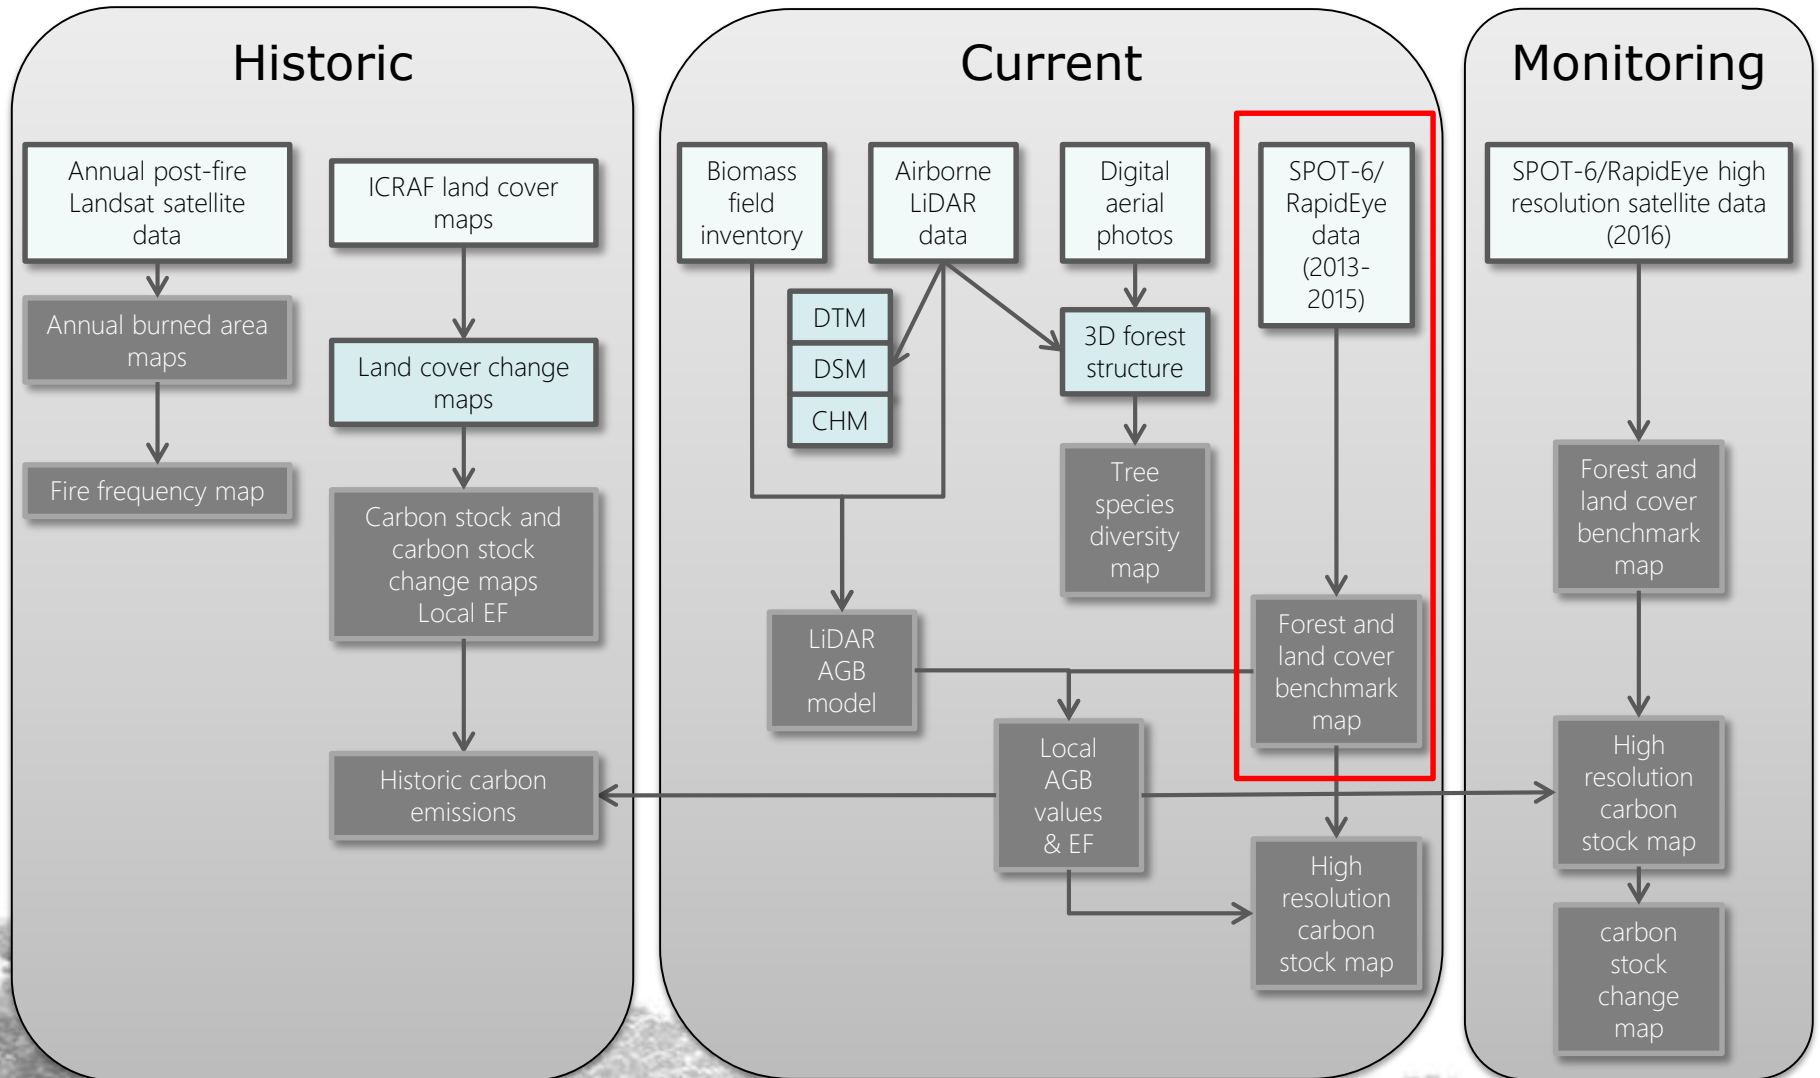 Historic
Annual post-fire
Landsat satellite
data
ICRAF land cover
maps
Annual burned area
maps
Land cover change
maps
Fire frequency map
Carbon stock and
carbon stock
change maps
Local EF
Historic carbon
emissions
Current
Biomass
field
inventory
Airborne
LiDAR
data
Digital
aerial
photos
SPOT-6/
RapidEye
data
(2013-
2015)
DTM
DSM
CHM
3D forest
structure
Tree
species
diversity
map
LiDAR
AGB
model
Forest and
land cover
benchmark
map
Local
AGB
values
& EF
High
resolution
carbon
stock map
Monitoring
SPOT-6/RapidEye high
resolution satellite data
(2016)
Forest and
land cover
benchmark
map
High
resolution
carbon
stock map
carbon
stock
change
map